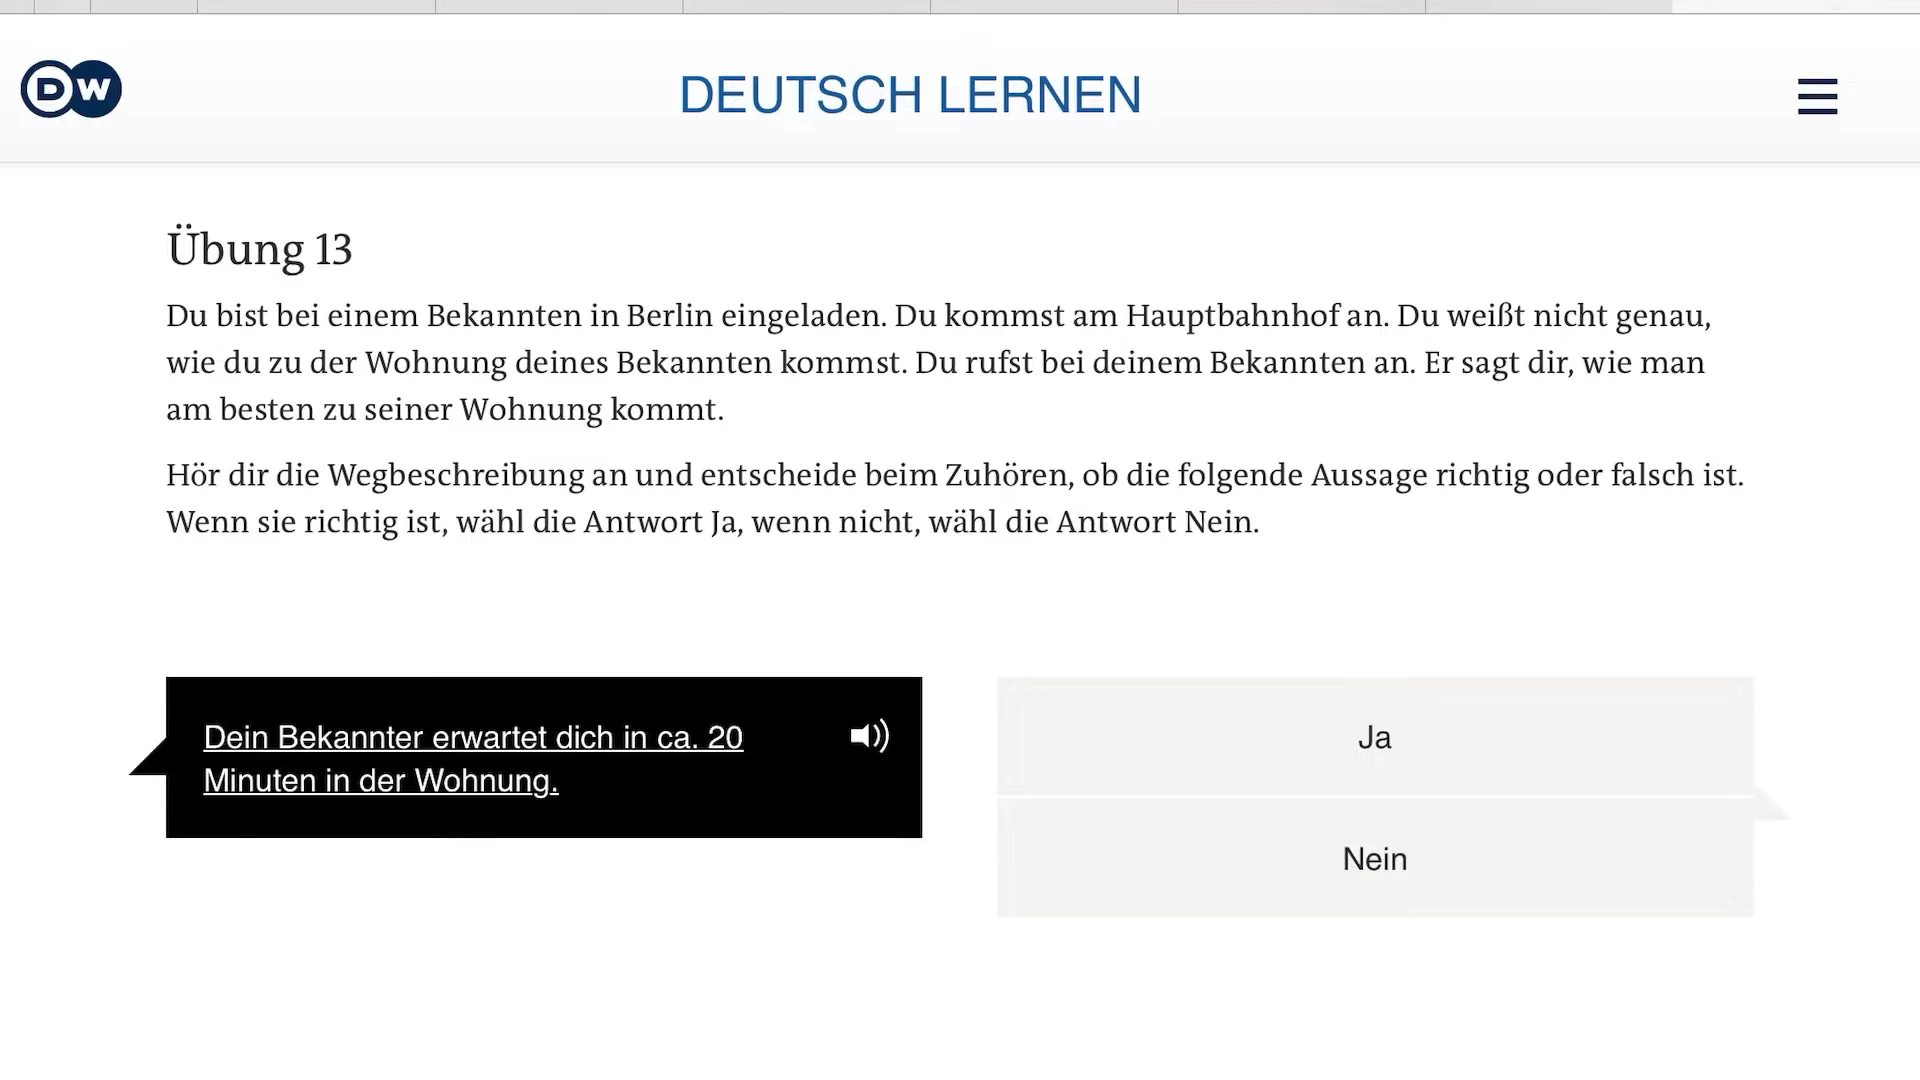 DW
DEUTSCH LERNEN
Übung 13
Du bist bei einem Bekannten in Berlin eingeladen. Du kommst am Hauptbahnhof an. Du weißt nicht genau,
wie du zu der Wohnung deines Bekannten kommst. Du rufst bei deinem Bekannten an. Er sagt dir, wie man
am besten zu seiner Wohnung kommt.
Hör dir die Wegbeschreibung an und entscheide beim Zuhören, ob die folgende Aussage richtig oder falsch ist.
Wenn sie richtig ist, wähl die Antwort Ja, wenn nicht, wähl die Antwort Nein.
Dein Bekannter erwartet dich in ca. 20
Minuten in der Wohnung.
Ja
Nein